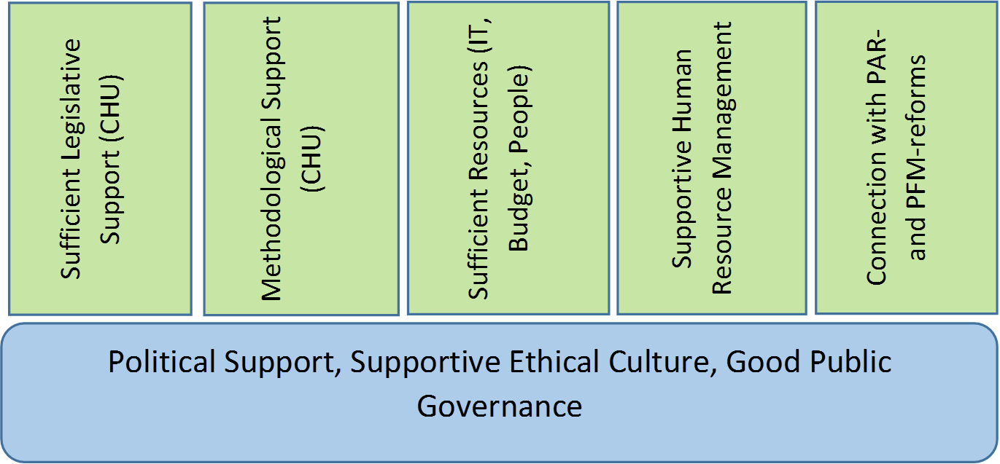 Sufficient Legislative
Support (CHU)
Methodological Support
(CHU)
Sufficient Resources (IT,
Budget, People)
Supportive Human
Resource Management
Connection with PAR-
and PFM-reforms
Political Support, Supportive Ethical Culture, Good Public
Governance